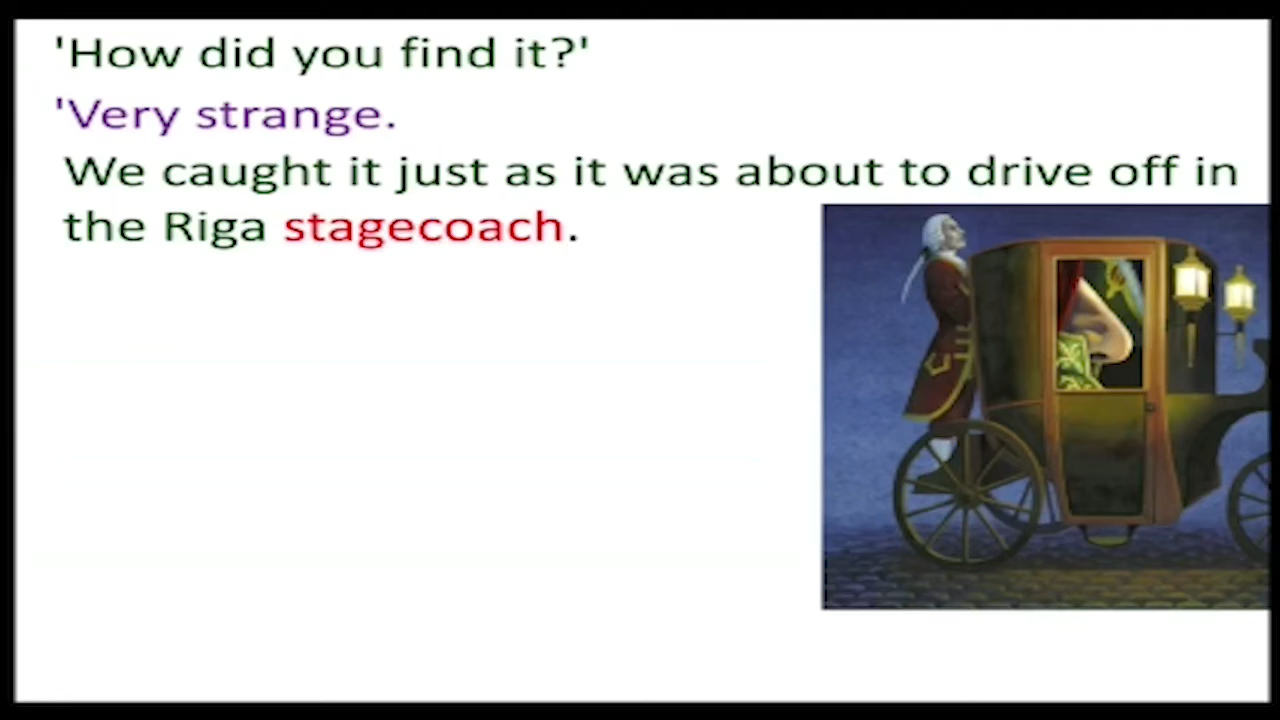 'How did you find it?'
'Very strange.
We caught it just as it was about to drive off in
the Riga stagecoach.